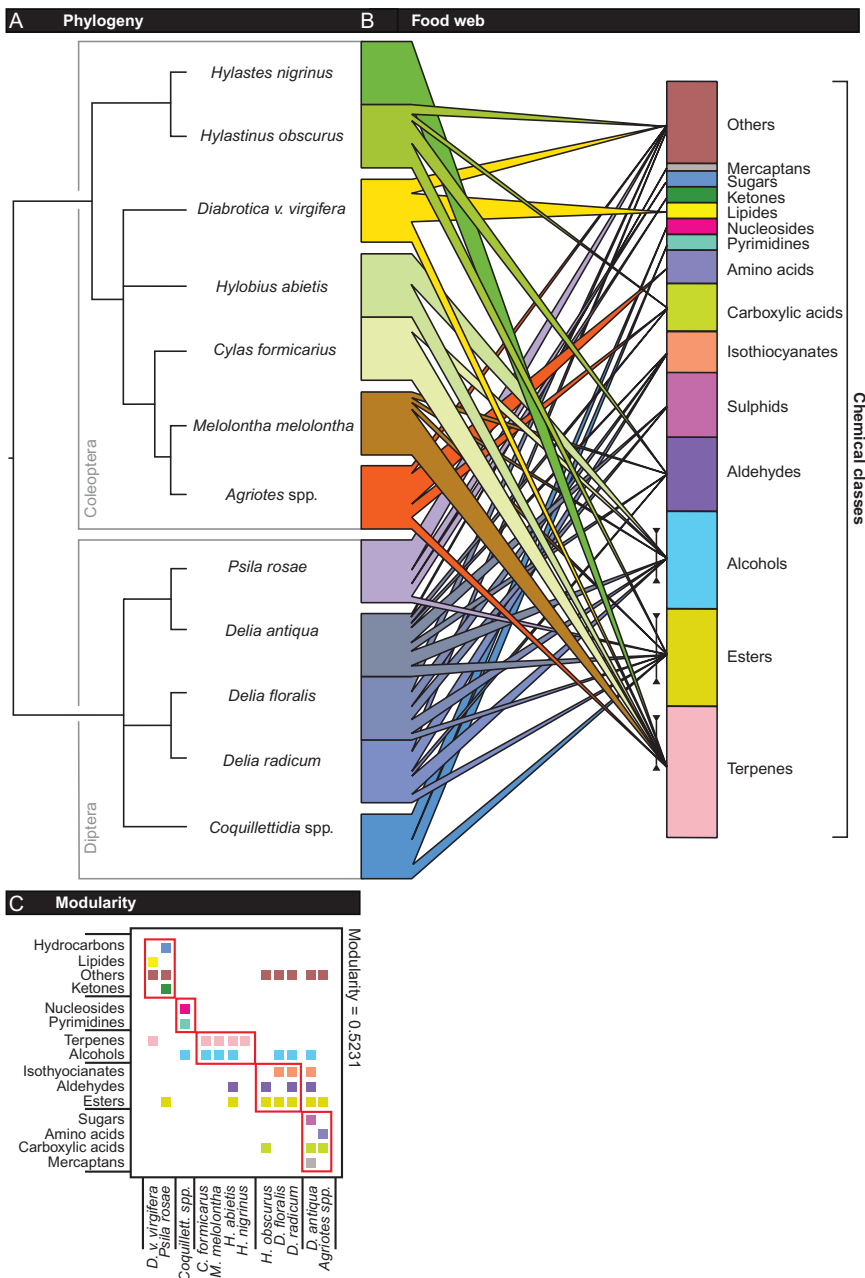 A Phylogeny B Food web
Hylastes nigrinus
Hylastinus obscurus
Diabrotica v. virgifera
Hylobius abietis
Cylas formicarius
Melolontha melolontha
Agriotes spp.
Psila rosae
Delia antiqua
Delia floralis
Delia radicum
Coquillettidia spp.
Coleoptera
Diptera
Others
Mercaptans
Sugars
Ketones
Lipides
Nucleosides
Pyrimidines
Amino acids
Carboxylic acids
Isothiocyanates
Sulphids
Aldehydes
Alcohols
Esters
Terpenes
Chemical classes
C Modularity
Hydrocarbons
Lipides
Others
Ketones
Nucleosides
Pyrimidines
Terpenes
Alcohols
Isothyocianates
Aldehydes
Esters
Sugars
Amino acids
Carboxylic acids
Mercaptans
Modularity = 0.5231
D. v. virgifera
Psila rosae
Coquillett. spp.
C. formicarus
M. melolontha
H. abietis
H. nigrinus
H. obscurus
D. floralis
D. radicum
D. antiqua
Agriotes spp.